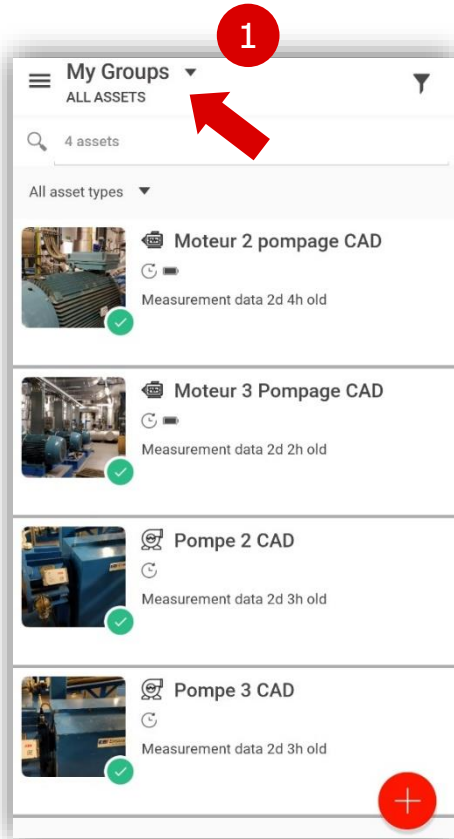 1
My Groups
ALL ASSETS
4 assets
All asset types
Moteur 2 pompage CAD
Measurement data 2d 4h old
Moteur 3 Pompage CAD
Measurement data 2d 2h old
Pompe 2 CAD
Measurement data 2d 3h old
Pompe 3 CAD
Measurement data 2d 3h old